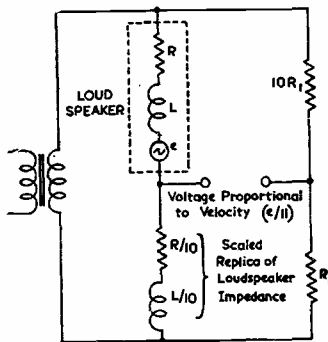 R
LOUD
SPEAKER
L
e
10R₁
Voltage Proportional
to Velocity (e/11)
R/10
L/10
Scaled
Replica of
Loudspeaker
Impedance
R